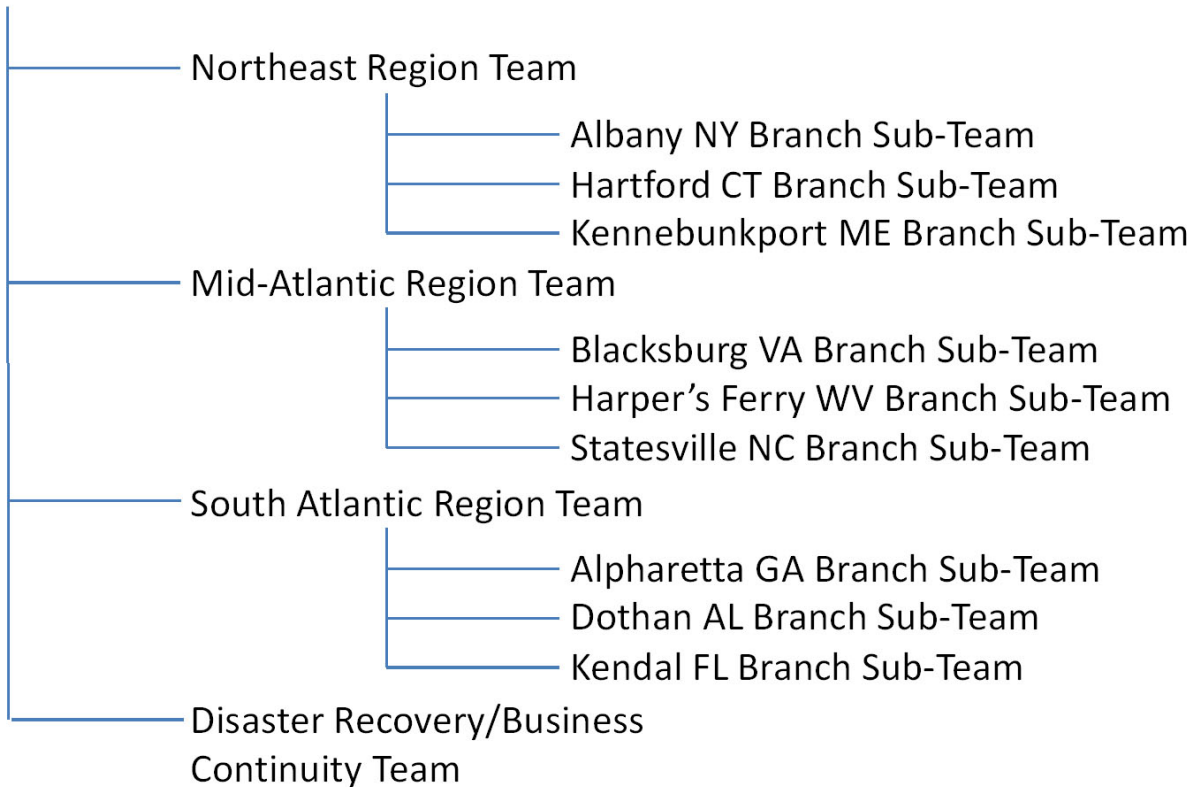 Northeast Region Team
Albany NY Branch Sub-Team
Hartford CT Branch Sub-Team
Kennebunkport ME Branch Sub-Team
Mid-Atlantic Region Team
Blacksburg VA Branch Sub-Team
Harper’s Ferry WV Branch Sub-Team
Statesville NC Branch Sub-Team
South Atlantic Region Team
Alpharetta GA Branch Sub-Team
Dothan AL Branch Sub-Team
Kendal FL Branch Sub-Team
Disaster Recovery/Business
Continuity Team